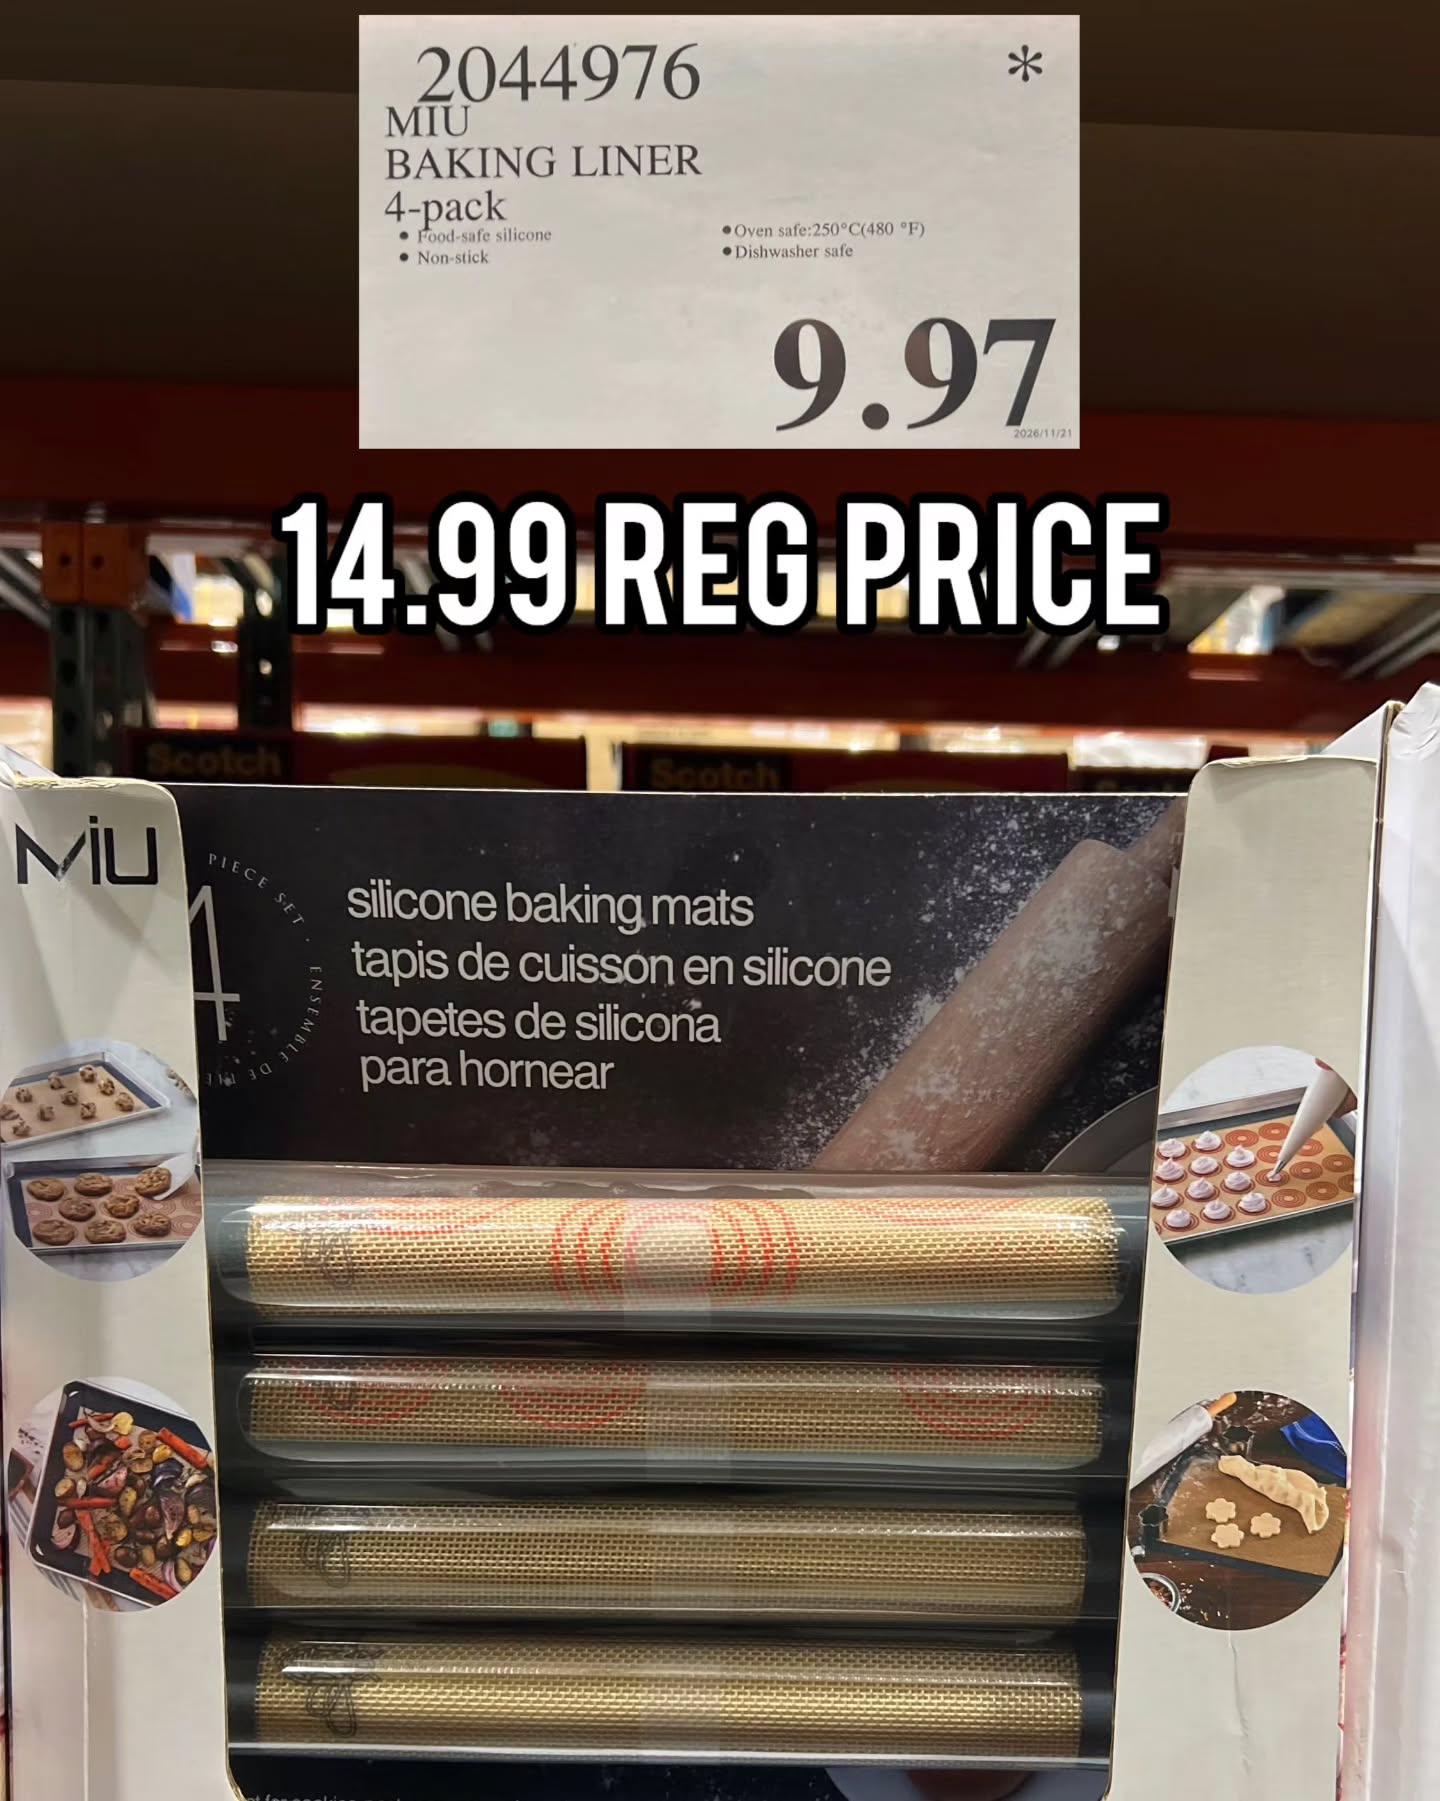 2044976
*
MIU
BAKING LINER
4-pack
• Food-safe silicone
• Non-stick
• Oven safe:250°C(480 °F)
• Dishwasher safe
9.97
2026/11/21
14.99 REG PRICE
Scotch
Scotch
MIU
4
PIECE SET · ENSEMBLE DE
silicone baking mats
tapis de cuisson en silicone
tapetes de silicona
para hornear